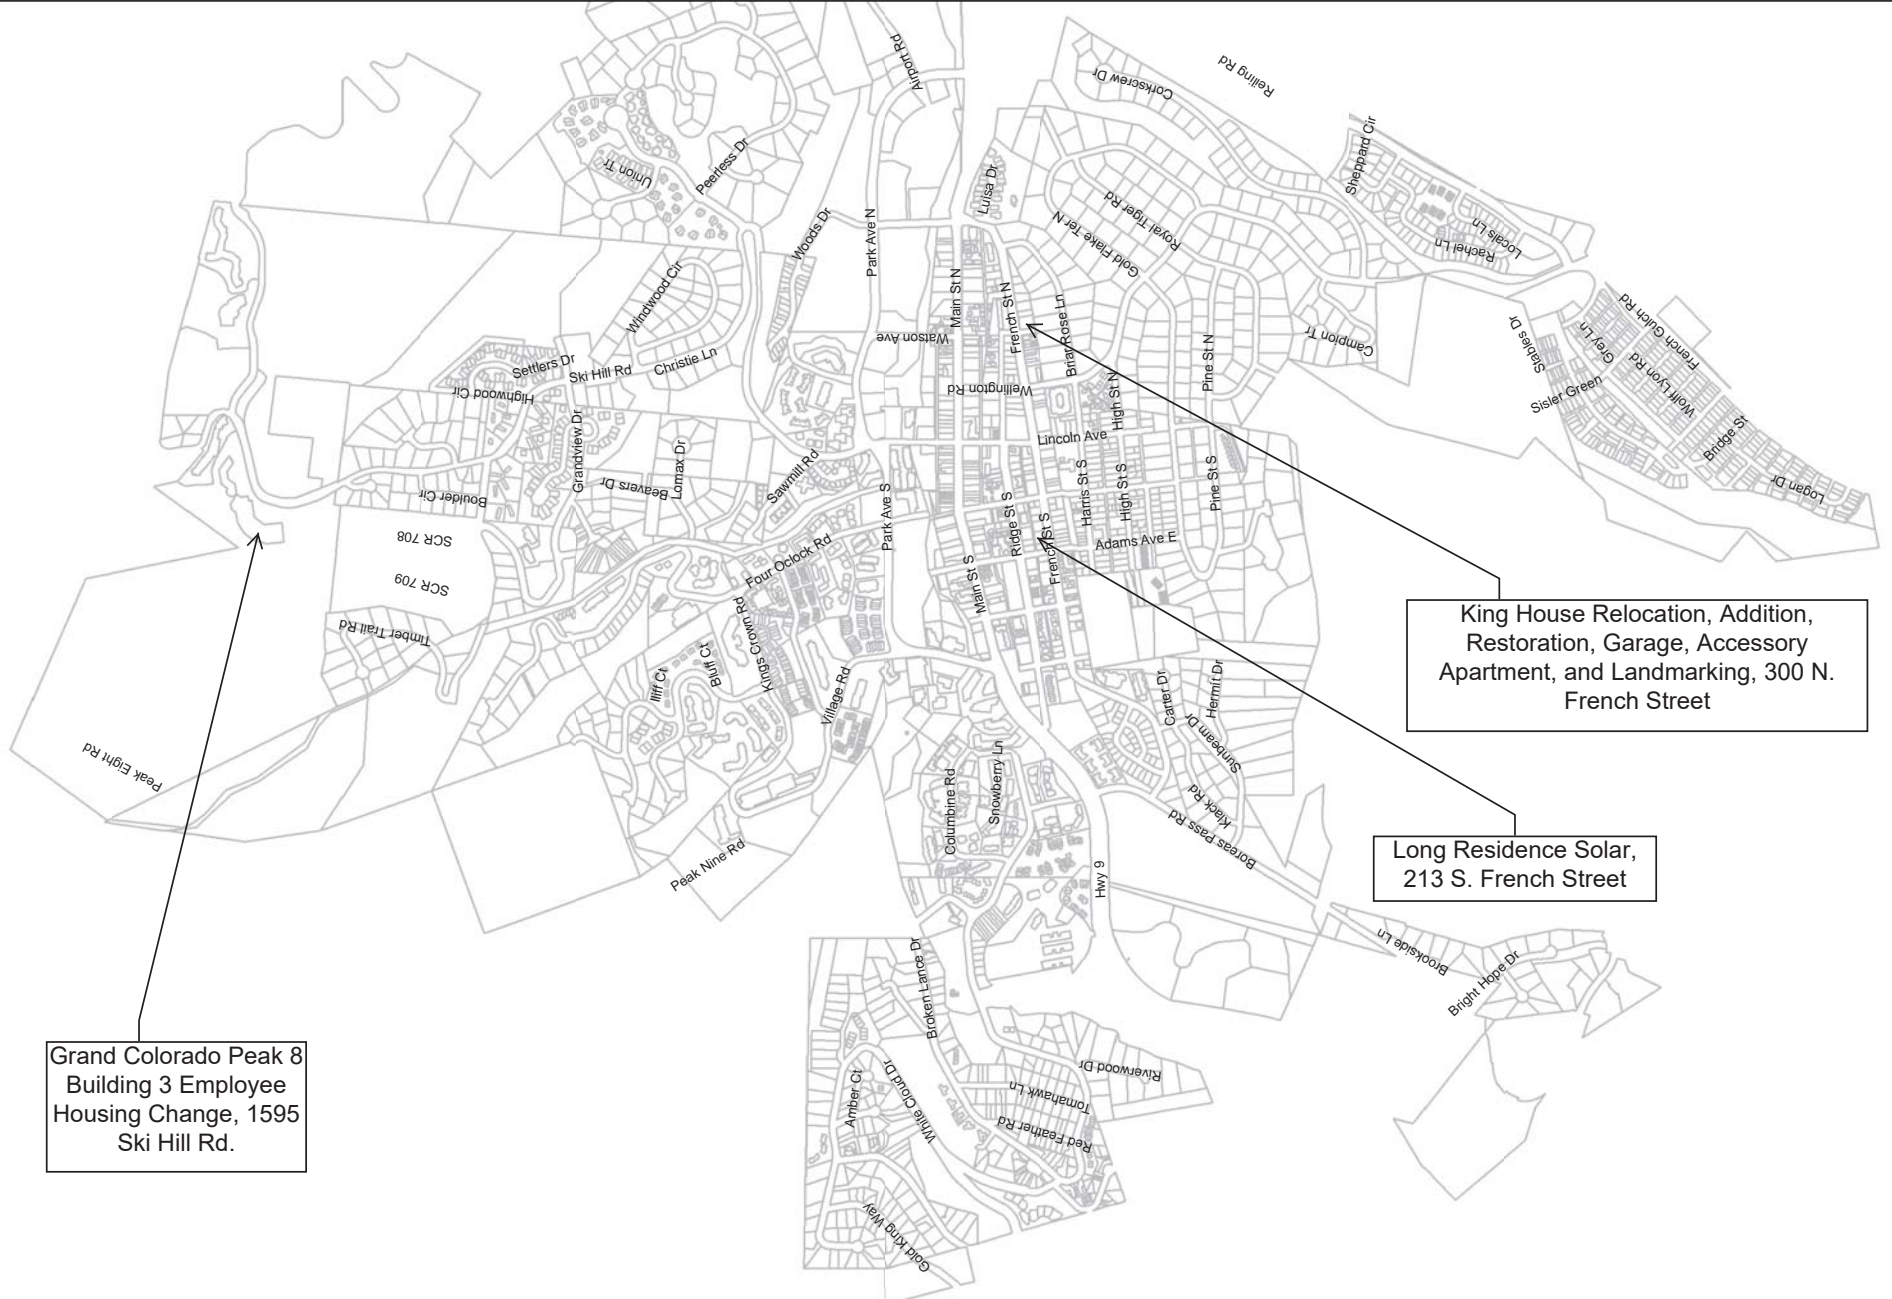 Airport Rd
Reiling Rd
Corkscrew Dr
Sheppard Cir
Union Tr
Peerless Dr
Luisa Dr
Royal Tiger Rd
Gold Flake Ter N
Locals Ln
Rachel Ln
Woods Dr
Park Ave N
Main St N
French St N
Briar Rose Ln
Windwood Cir
Watson Ave
Pine St N
Campion Tr
Stables Dr
Grey Ln
French Gulch Rd
Wolff Lyon Rd
Settlers Dr
Ski Hill Rd
Christie Ln
Highwood Cir
Wellington Rd
High St N
Sisler Green
Bridge St
Grandview Dr
Lincoln Ave
Lomax Dr
Beavers Dr
Boulder Cir
Sawmill Rd
Harris St S
High St S
Pine St S
Logan Dr
Park Ave S
Ridge St S
French St S
Adams Ave E
SCR 708
SCR 709
Four Oclock Rd
Main St S
Timber Trail Rd
Kings Crown Rd
Bluff Ct
Iliff Ct
Village Rd
King House Relocation, Addition,
Restoration, Garage, Accessory
Apartment, and Landmarking, 300 N.
French Street
Carter Dr
Hermit Dr
Sunbeam Dr
Peak Eight Rd
Columbine Rd
Snowberry Ln
Klack Rd
Boreas Pass Rd
Peak Nine Rd
Hwy 9
Long Residence Solar,
213 S. French Street
Brookside Ln
Bright Hope Dr
Broken Lance Dr
Grand Colorado Peak 8
Building 3 Employee
Housing Change, 1595
Ski Hill Rd.
Amber Ct
White Cloud Dr
Riverwood Dr
Tomahawk Ln
Red Feather Rd
Gold King Way